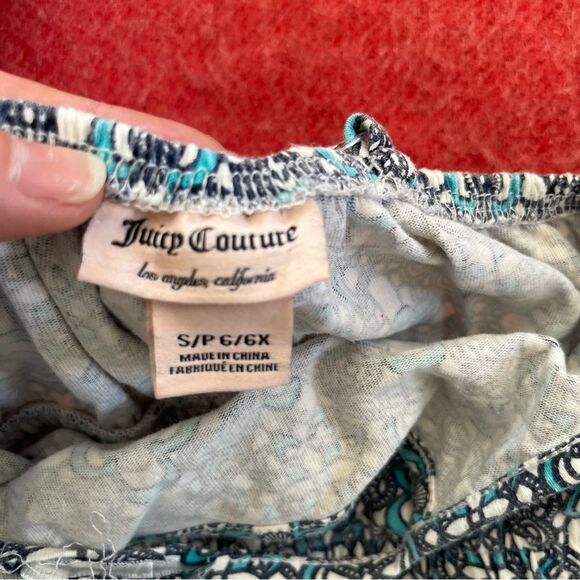 Juicy Couture
los angeles, california
S/P 6/6X
MADE IN CHINA
FABRIQUÉ EN CHINE